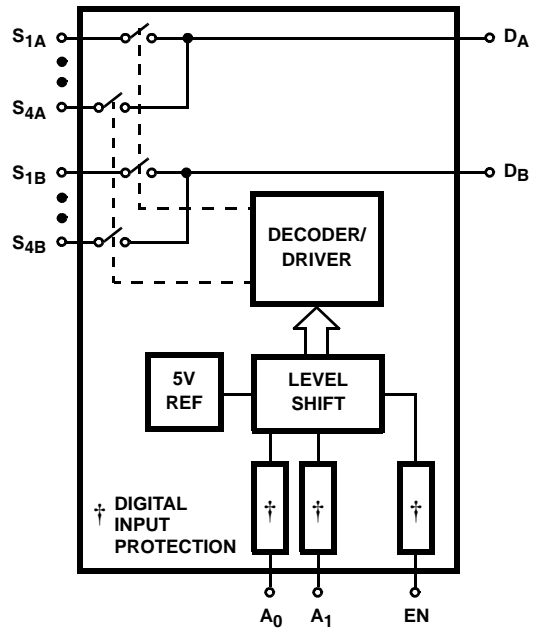 S1A
DA
S4A
S1B
DB
S4B
DECODER/
DRIVER
5V
REF
LEVEL
SHIFT
† DIGITAL
INPUT
PROTECTION
†
†
†
A0
A1
EN